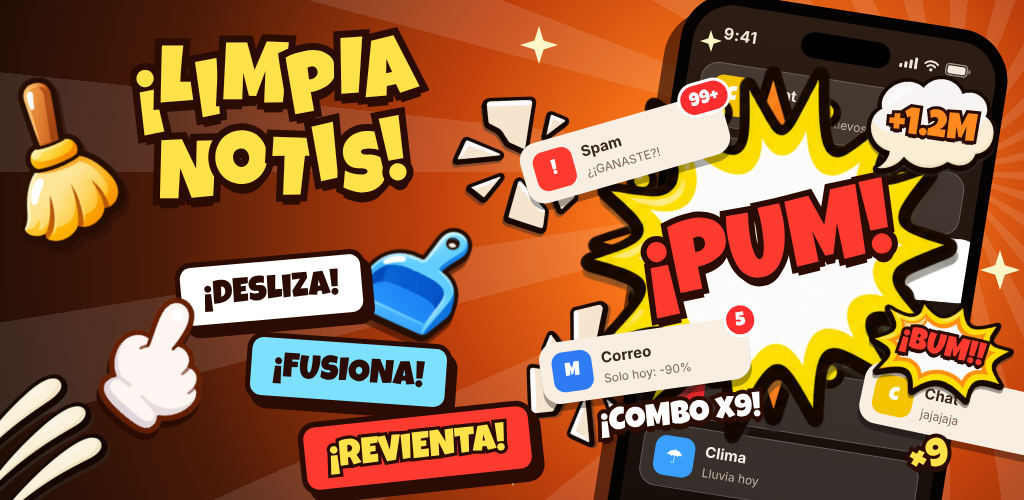 ¡LIMPIA
NOTIS!
¡DESLIZA!
¡FUSIONA!
¡REVIENTA!
9:41
99+
!
Spam
¿¡GANASTE?!
+1.2M
¡PUM!
5
M
Correo
Solo hoy: -90%
¡COMBO X9!
¡BUM!!
C
Chat
jajajaja
+9
Clima
Lluvia hoy